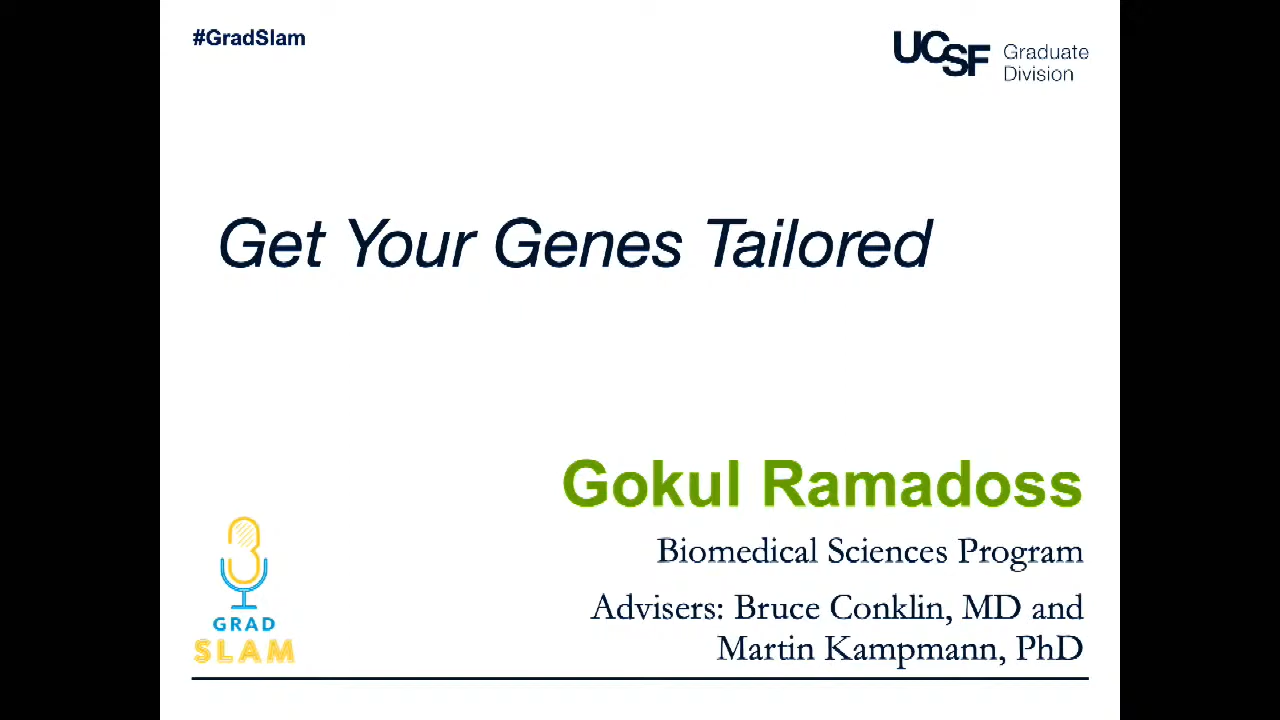 #GradSlam
UCSF Graduate
Division
Get Your Genes Tailored
Gokul Ramadoss
Biomedical Sciences Program
Advisers: Bruce Conklin, MD and
Martin Kampmann, PhD
GRAD
SLAM